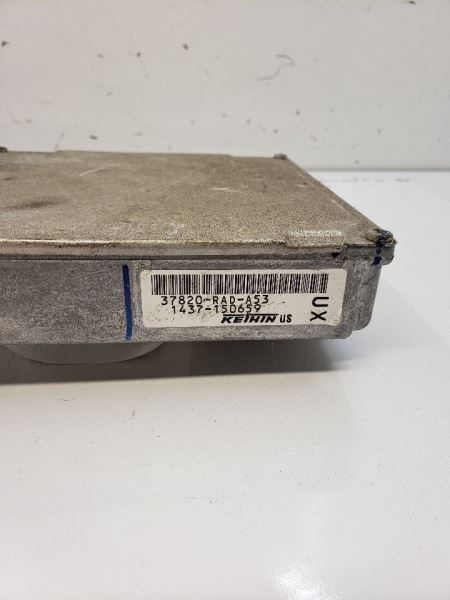 37820-RAD-A53
1437-150659
KEIHIN US
UX